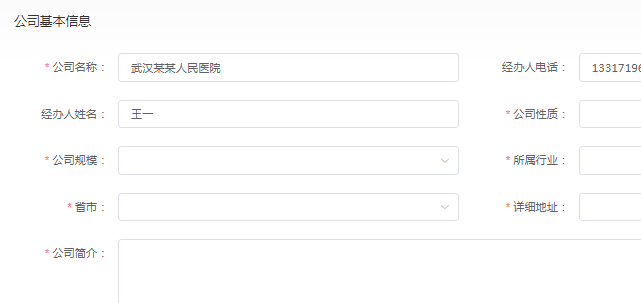 公司基本信息
* 公司名称： 武汉某某人民医院 经办人电话： 1331719
经办人姓名： 王一 * 公司性质：
* 公司规模： * 所属行业：
* 省市： * 详细地址：
* 公司简介：